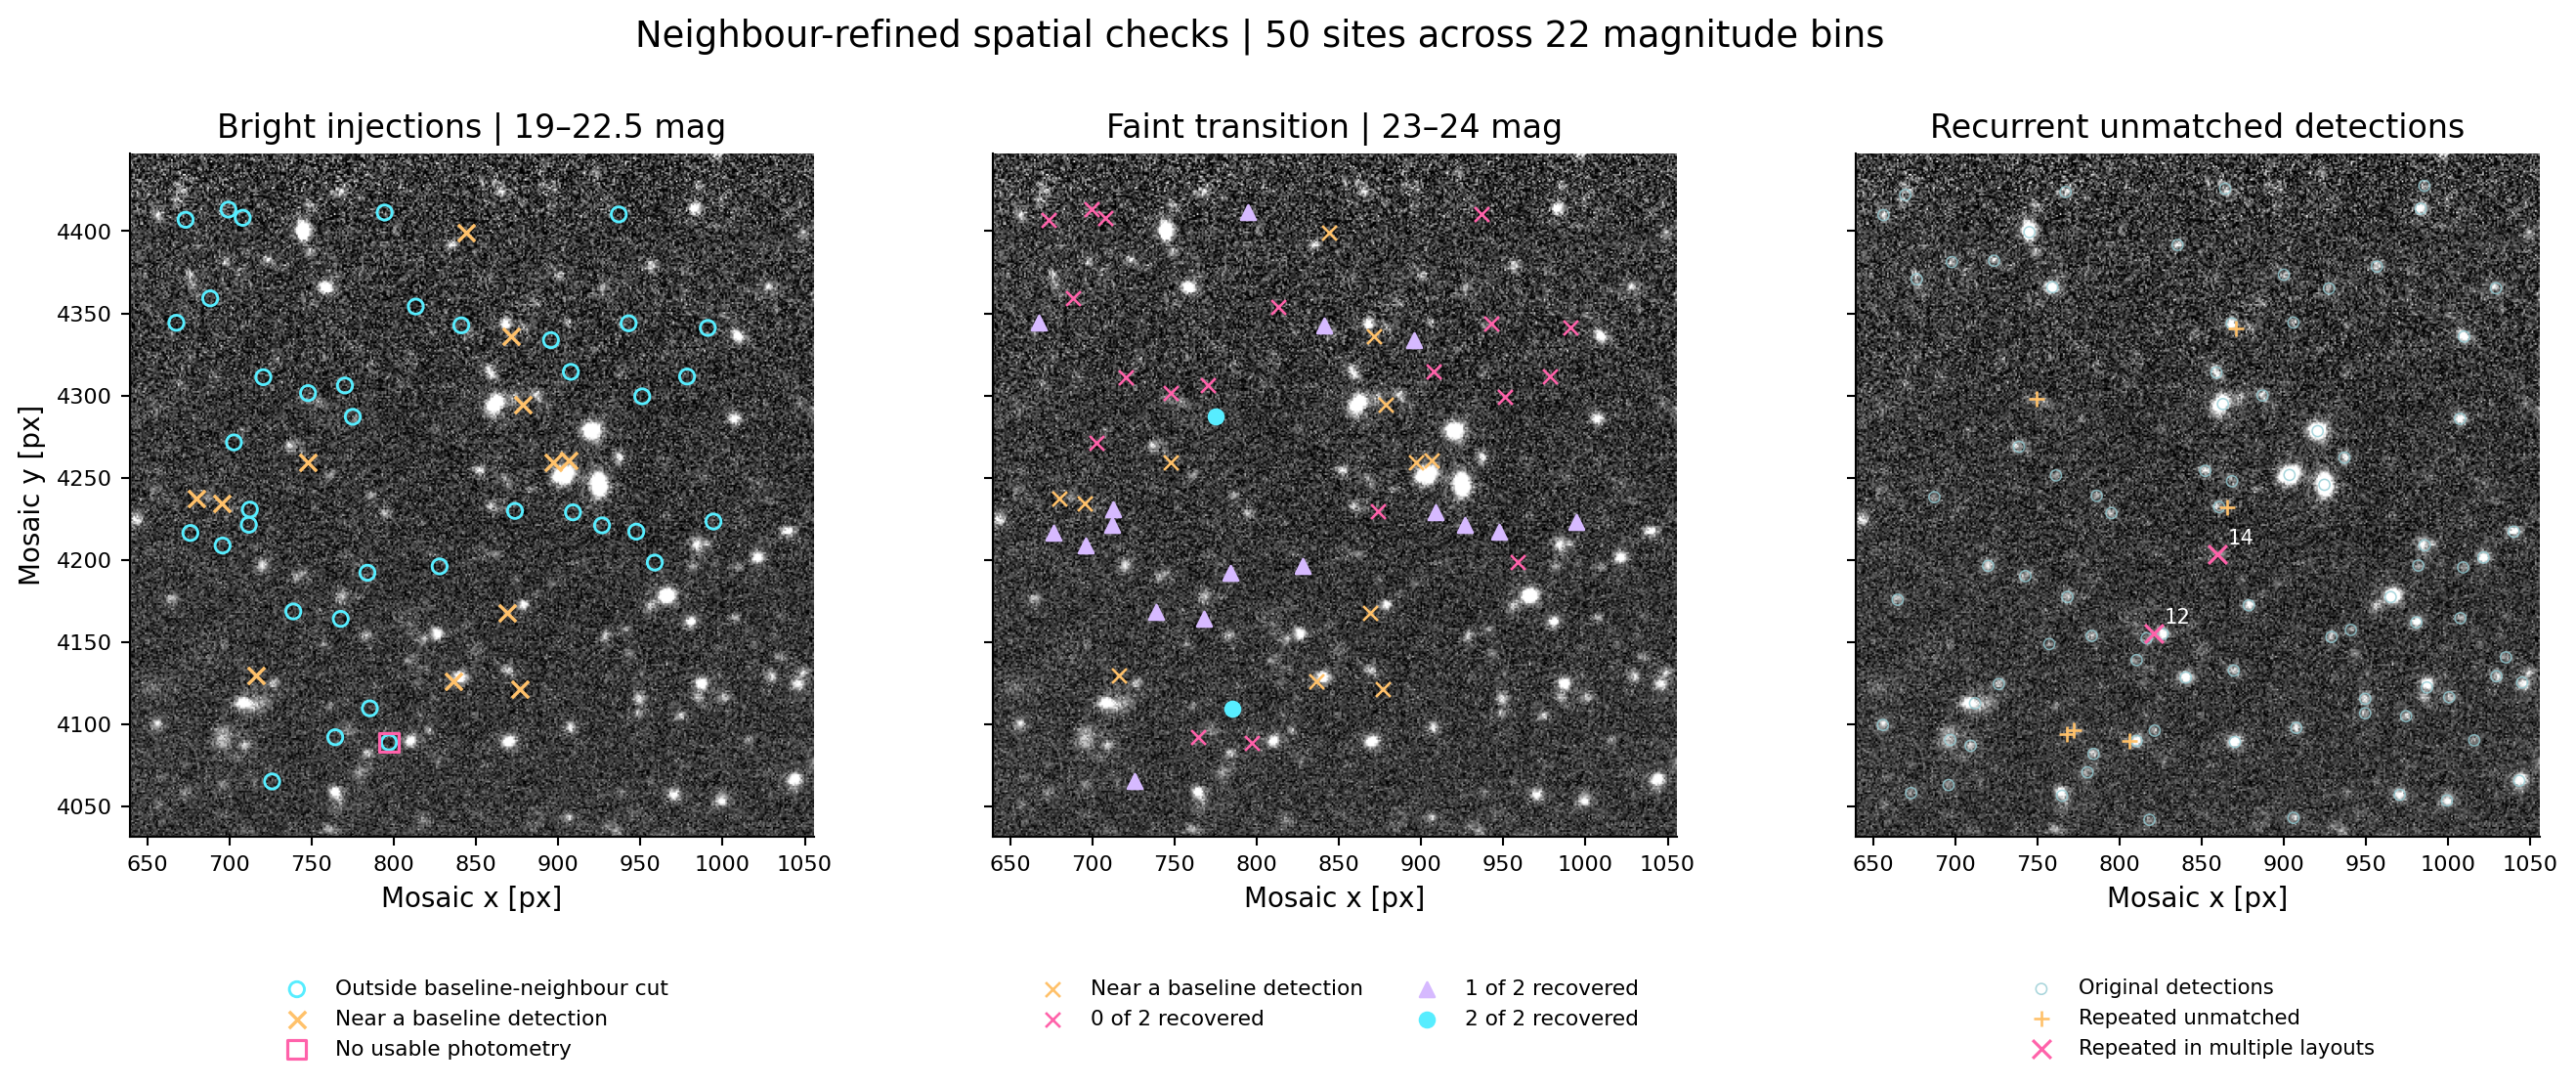 Neighbour-refined spatial checks | 50 sites across 22 magnitude bins
Bright injections | 19–22.5 mag
Faint transition | 23–24 mag
Recurrent unmatched detections
Mosaic y [px]
4400
4350
4300
4250
4200
4150
4100
4050
14
12
650 700 750 800 850 900 950 1000 1050
650 700 750 800 850 900 950 1000 1050
650 700 750 800 850 900 950 1000 1050
Mosaic x [px]
Mosaic x [px]
Mosaic x [px]
Outside baseline-neighbour cut
Near a baseline detection
No usable photometry
Near a baseline detection
0 of 2 recovered
1 of 2 recovered
2 of 2 recovered
Original detections
Repeated unmatched
Repeated in multiple layouts